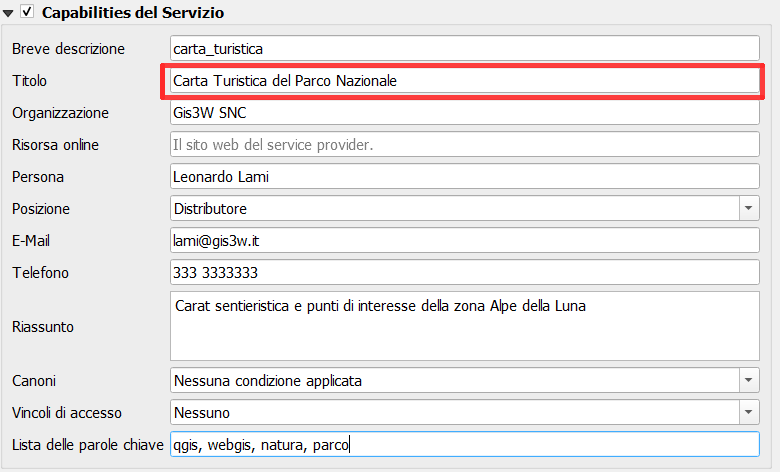 Capabilities del Servizio
Breve descrizione carta_turistica
Titolo Carta Turistica del Parco Nazionale
Organizzazione Gis3W SNC
Risorsa online Il sito web del service provider.
Persona Leonardo Lami
Posizione Distributore
E-Mail lami@gis3w.it
Telefono 333 3333333
Riassunto Carat sentieristica e punti di interesse della zona Alpe della Luna
Canoni Nessuna condizione applicata
Vincoli di accesso Nessuno
Lista delle parole chiave qgis, webgis, natura, parco